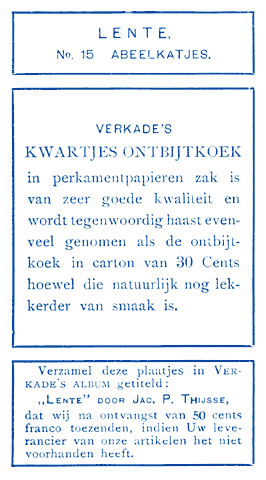 LENTE.
No. 15 ABEELKATJES.
VERKADE'S
KWARTJES ONTBIJTKOEK
in perkamentpapieren zak is
van zeer goede kwaliteit en
wordt tegenwoordig haast even-
veel genomen als de ontbijt-
koek in carton van 30 Cents
hoewel die natuurlijk nog lek-
kerder van smaak is.
Verzamel deze plaatjes in VER-
KADE'S ALBUM getiteld:
„LENTE" DOOR JAC. P. THIJSSE,
dat wij na ontvangst van 50 cents
franco toezenden, indien Uw leve-
rancier van onze artikelen het niet
voorhanden heeft.